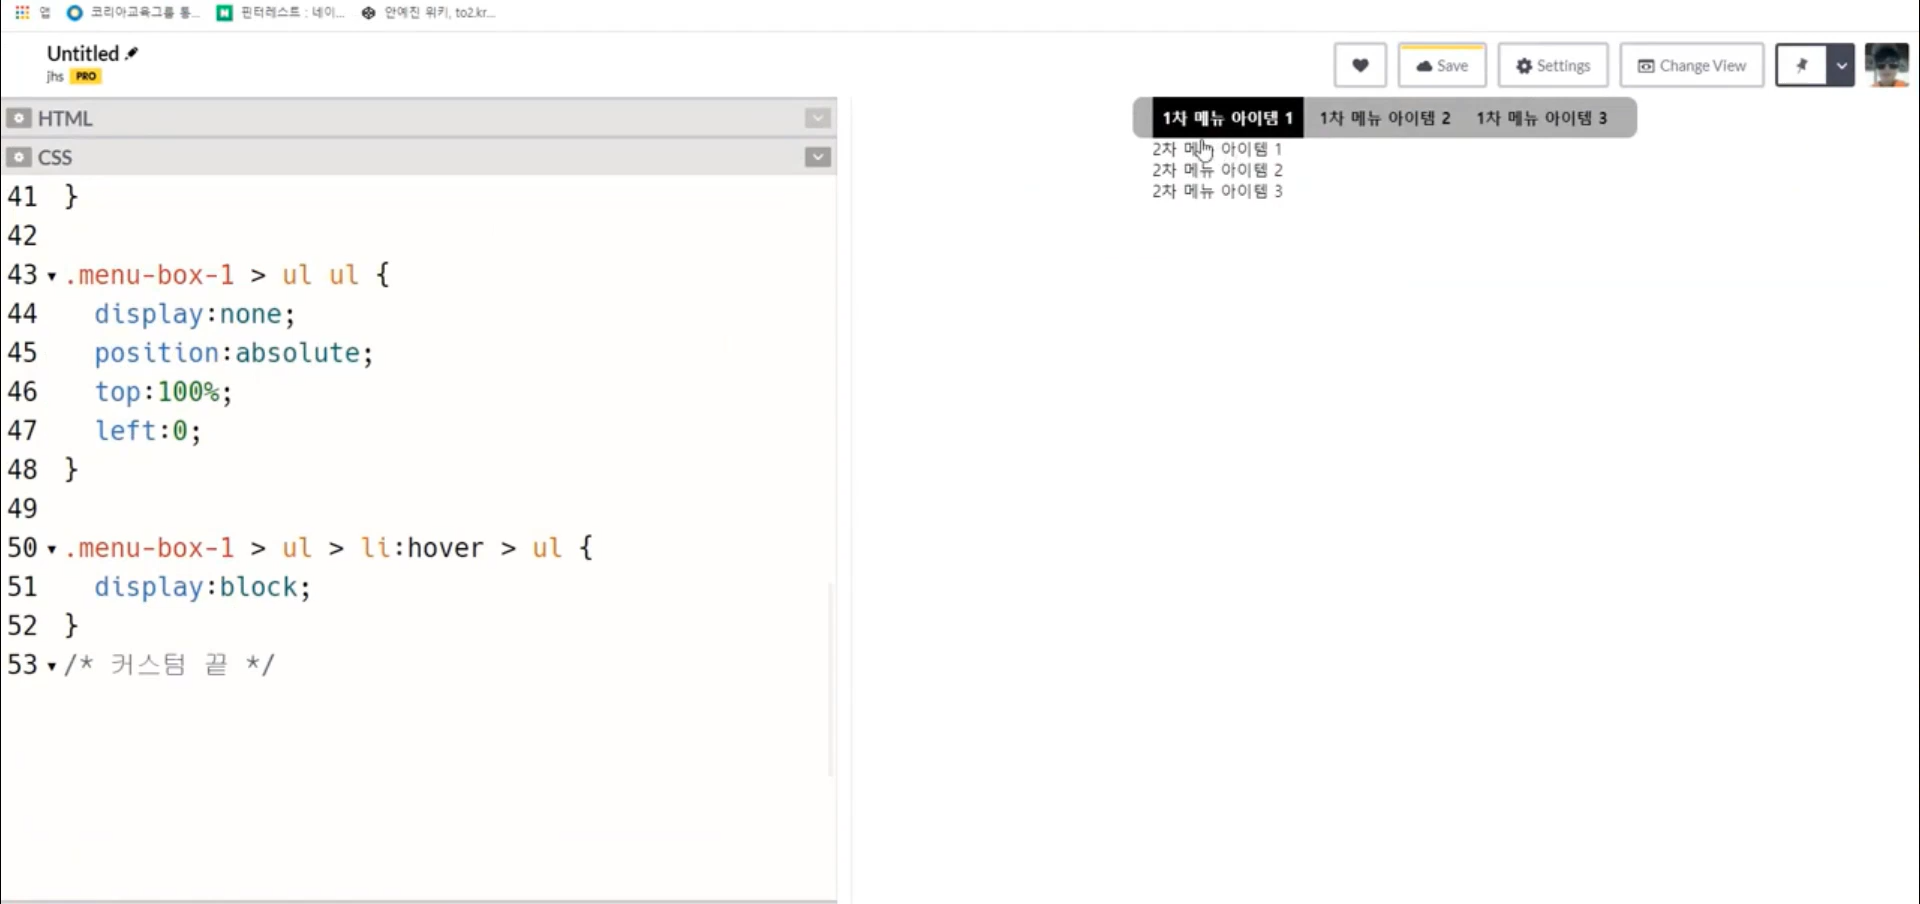 앱 코리아교육그룹 통... 핀터레스트 : 네이... 안예진 위키, to2.kr...
Untitled
jhs PRO
Save Settings Change View
HTML
CSS
41 }
42
43 .menu-box-1 > ul ul {
44 display:none;
45 position:absolute;
46 top:100%;
47 left:0;
48 }
49
50 .menu-box-1 > ul > li:hover > ul {
51 display:block;
52 }
53 /* 커스텀 끝 */
1차 메뉴 아이템 1 1차 메뉴 아이템 2 1차 메뉴 아이템 3
2차 메뉴 아이템 1
2차 메뉴 아이템 2
2차 메뉴 아이템 3